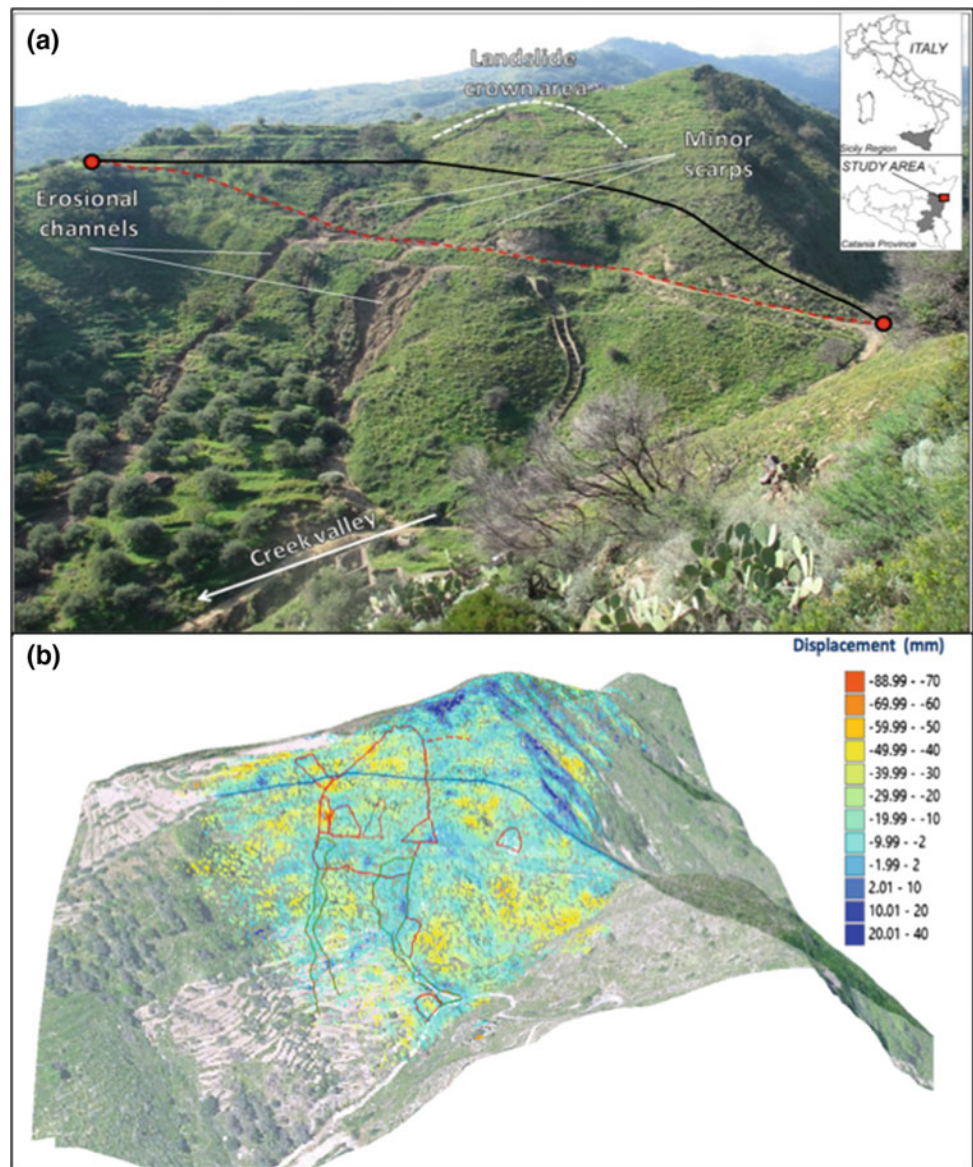 (a)
Landslide
crown area
Minor
scarps
Erosional
channels
Creek valley
ITALY
Sicily Region
STUDY AREA
Catania Province
(b)
Displacement (mm)
-88.99 - -70
-69.99 - -60
-59.99 - -50
-49.99 - -40
-39.99 - -30
-29.99 - -20
-19.99 - -10
-9.99 - -2
-1.99 - 2
2.01 - 10
10.01 - 20
20.01 - 40